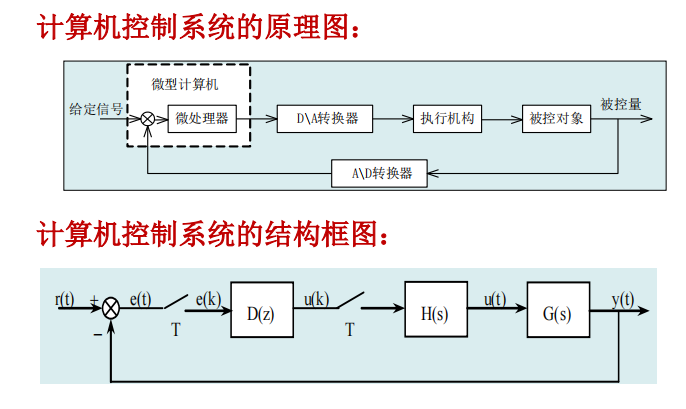 计算机控制系统的原理图：
微型计算机
给定信号
微处理器
D\A转换器
执行机构
被控对象
被控量
A\D转换器
计算机控制系统的结构框图：
r(t) + e(t) e(k) D(z) u(k) H(s) u(t) G(s) y(t)
− T T